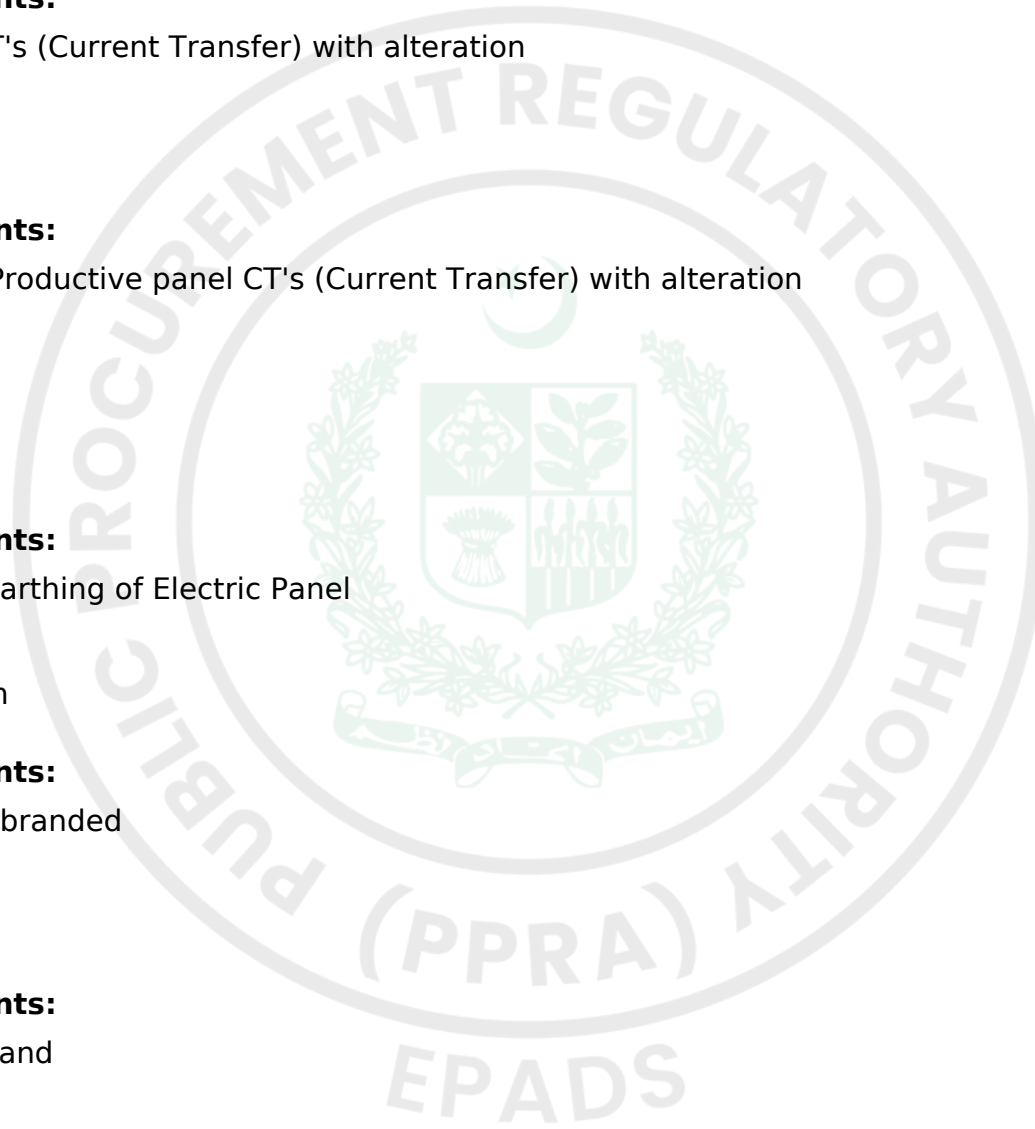 nts:
T's (Current Transfer) with alteration
nts:
Productive panel CT's (Current Transfer) with alteration
nts:
arthing of Electric Panel
n
nts:
branded
nts:
and
PUBLIC PROCUREMENT REGULATORY AUTHORITY
(PPRA)
EPADS